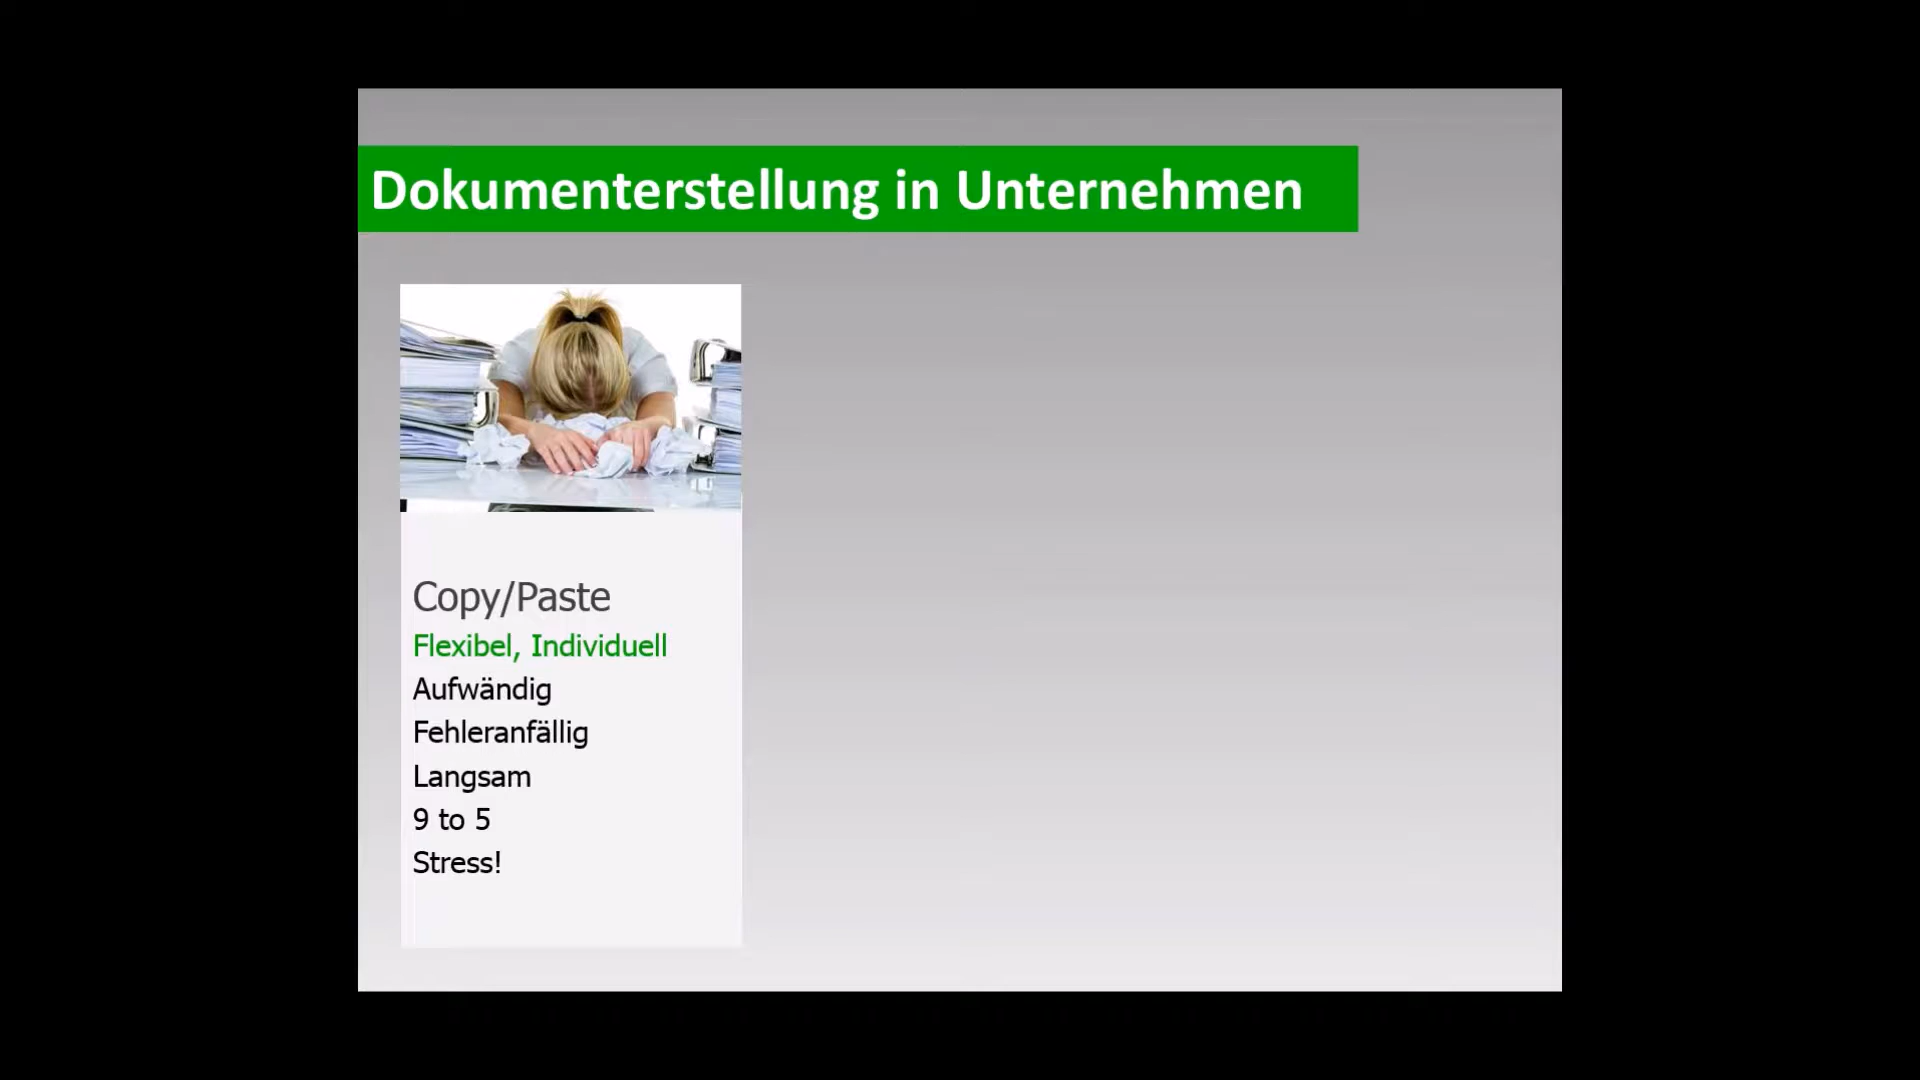 Dokumenterstellung in Unternehmen
Copy/Paste
Flexibel, Individuell
Aufwändig
Fehleranfällig
Langsam
9 to 5
Stress!